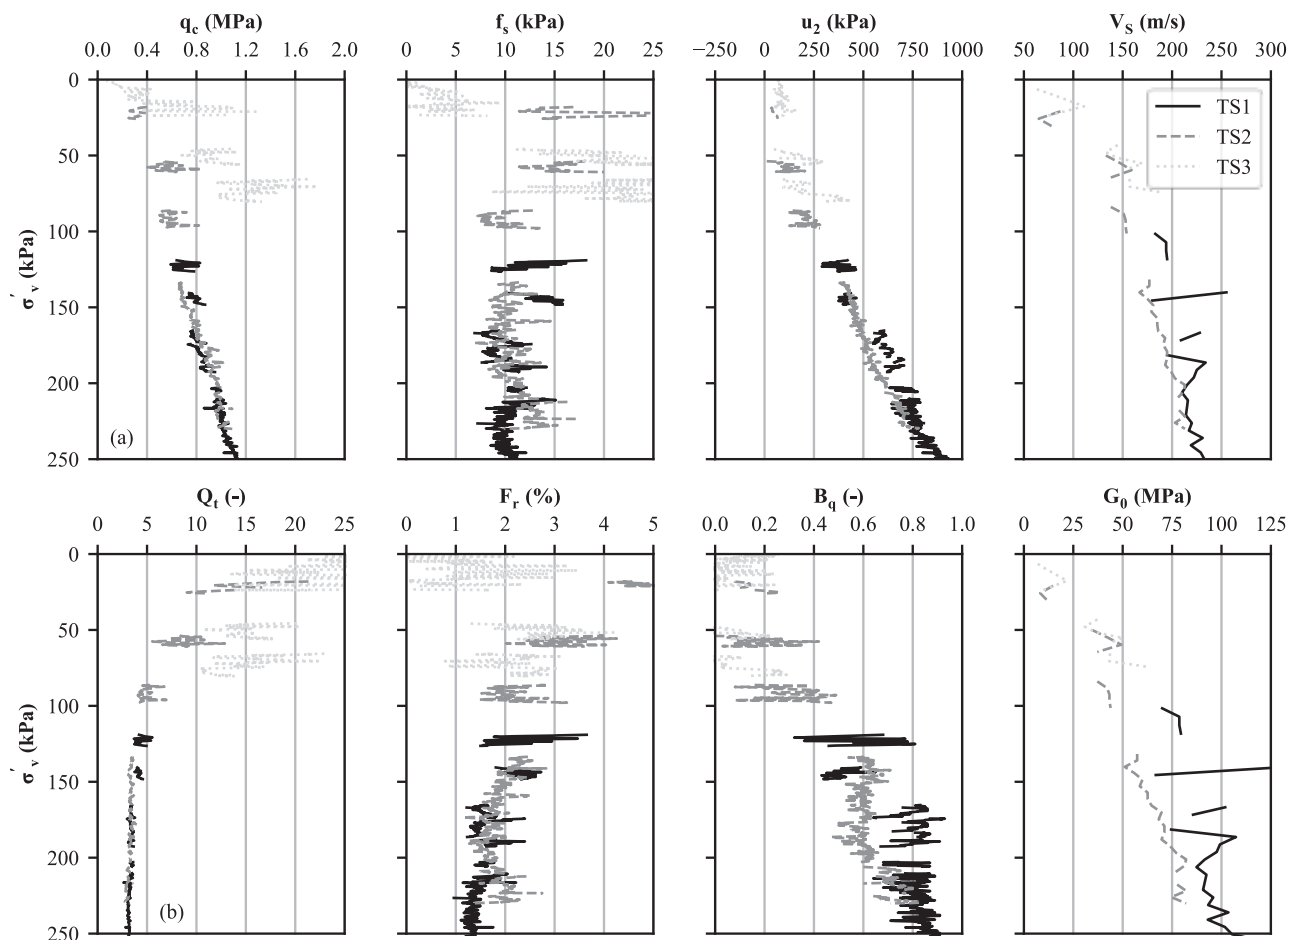 q_c (MPa) f_s (kPa) u_2 (kPa) V_S (m/s)
0.0 0.4 0.8 1.2 1.6 2.0 0 5 10 15 20 25 −250 0 250 500 750 1000 50 100 150 200 250 300
0
50
100
150
200
250
σ′_v (kPa)
TS1
TS2
TS3
(a)
Q_t (-) F_r (%) B_q (-) G_0 (MPa)
0 5 10 15 20 25 0 1 2 3 4 5 0.0 0.2 0.4 0.6 0.8 1.0 0 25 50 75 100 125
0
50
100
150
200
250
σ′_v (kPa)
(b)